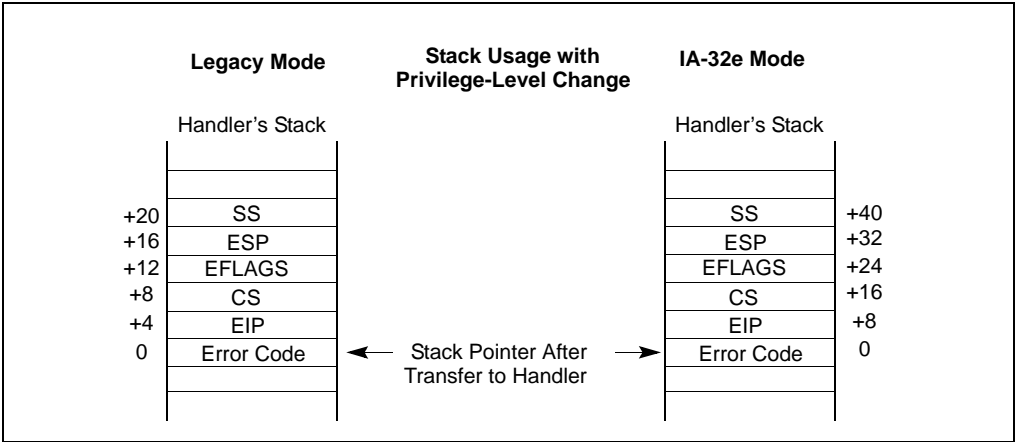 Legacy Mode
Stack Usage with
Privilege-Level Change
IA-32e Mode
Handler's Stack
Handler's Stack
+20 SS
+16 ESP
+12 EFLAGS
+8 CS
+4 EIP
0 Error Code
SS +40
ESP +32
EFLAGS +24
CS +16
EIP +8
Error Code 0
Stack Pointer After
Transfer to Handler